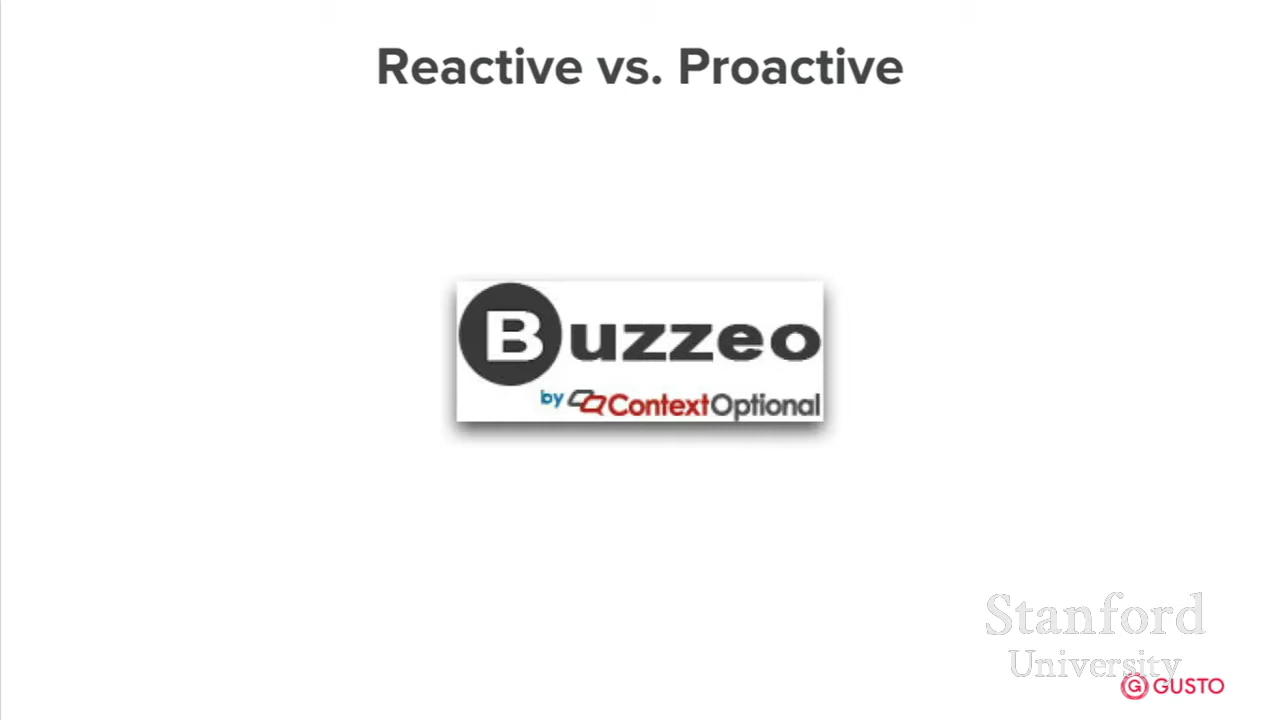 Reactive vs. Proactive
Buzzeo
by ContextOptional
Stanford
University
G GUSTO